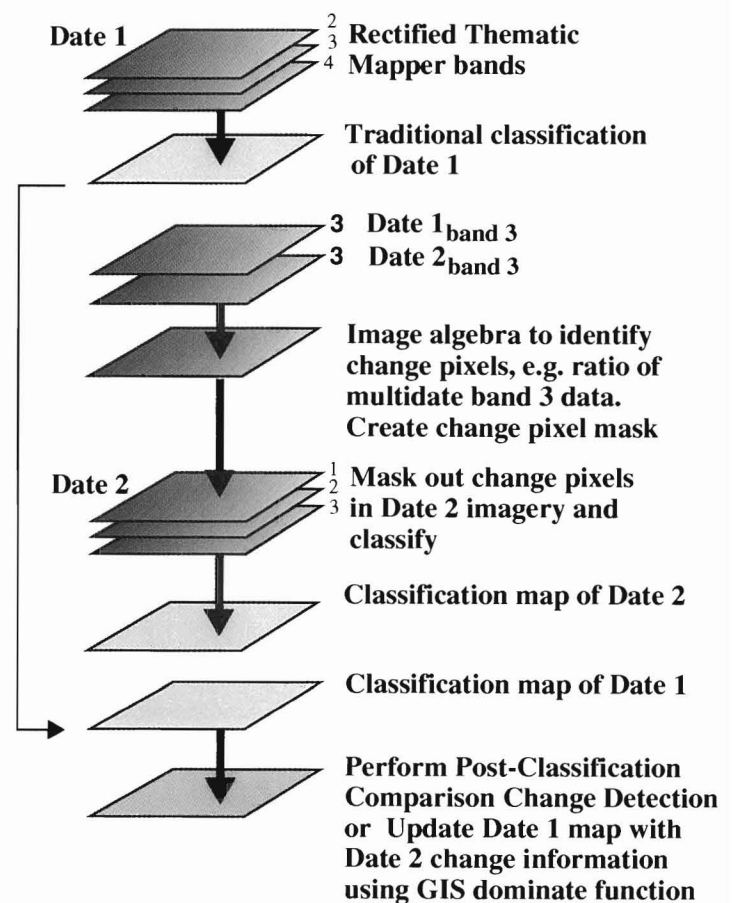 Date 1
2
3
4
Rectified Thematic
Mapper bands
Traditional classification
of Date 1
3 Date 1band 3
3 Date 2band 3
Image algebra to identify
change pixels, e.g. ratio of
multidate band 3 data.
Create change pixel mask
Date 2
1
2
3
Mask out change pixels
in Date 2 imagery and
classify
Classification map of Date 2
Classification map of Date 1
Perform Post-Classification
Comparison Change Detection
or Update Date 1 map with
Date 2 change information
using GIS dominate function